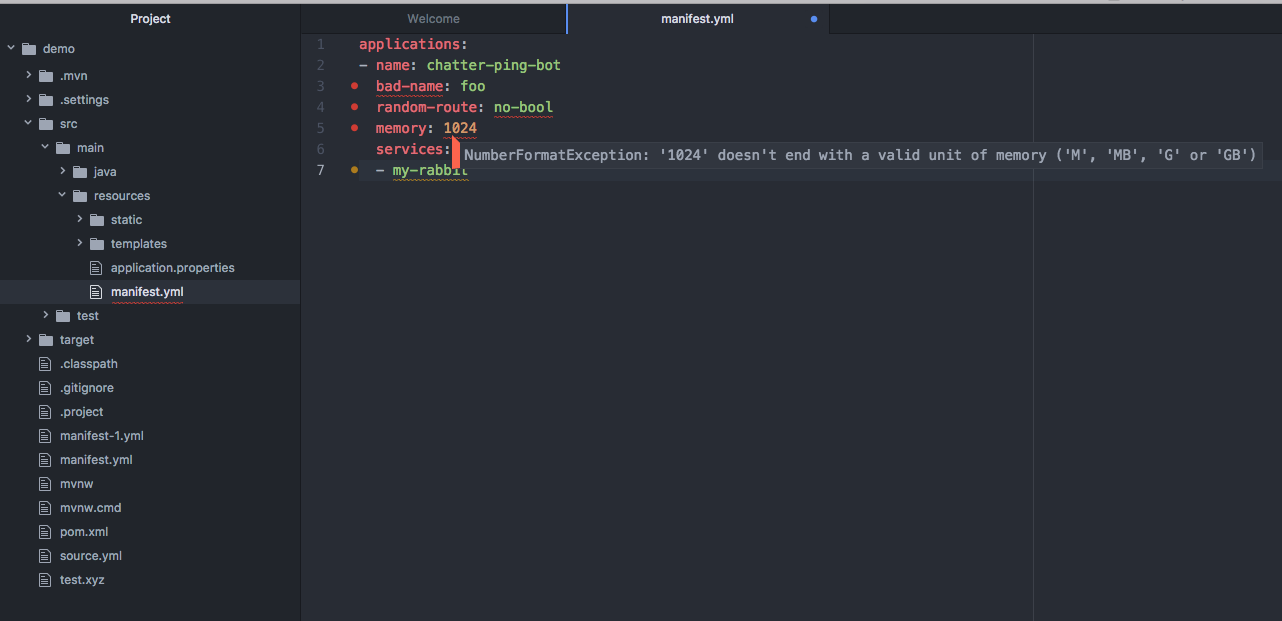 Project
demo
.mvn
.settings
src
main
java
resources
static
templates
application.properties
manifest.yml
test
target
.classpath
.gitignore
.project
manifest-1.yml
manifest.yml
mvnw
mvnw.cmd
pom.xml
source.yml
test.xyz
Welcome
manifest.yml
1 applications:
2 - name: chatter-ping-bot
3 bad-name: foo
4 random-route: no-bool
5 memory: 1024
6 services:
NumberFormatException: '1024' doesn't end with a valid unit of memory ('M', 'MB', 'G' or 'GB')
7 - my-rabbit